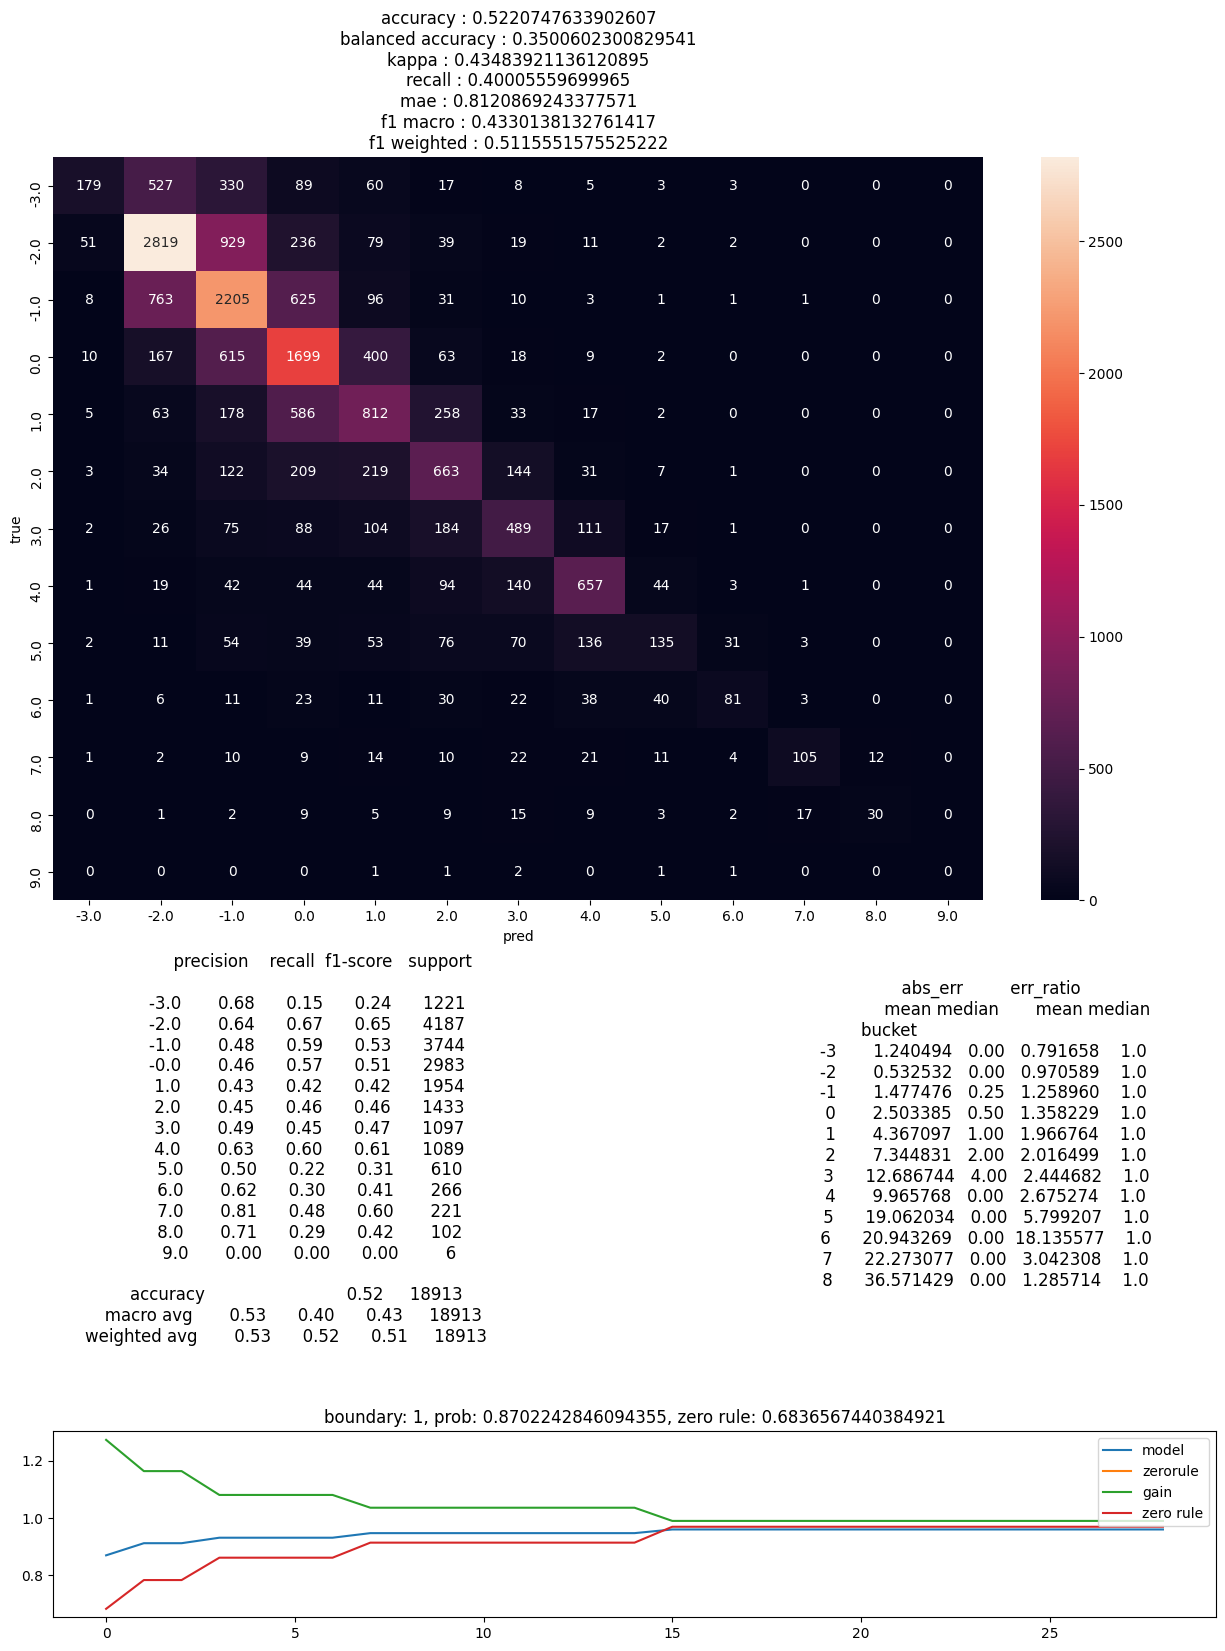 accuracy : 0.5220747633902607
balanced accuracy : 0.3500602300829541
kappa : 0.43483921136120895
recall : 0.40005559699965
mae : 0.8120869243377571
f1 macro : 0.4330138132761417
f1 weighted : 0.5115551575525222
-3.0 179 527 330 89 60 17 8 5 3 3 0 0 0
-2.0 51 2819 929 236 79 39 19 11 2 2 0 0 0
-1.0 8 763 2205 625 96 31 10 3 1 1 1 0 0
0.0 10 167 615 1699 400 63 18 9 2 0 0 0 0
1.0 5 63 178 586 812 258 33 17 2 0 0 0 0
2.0 3 34 122 209 219 663 144 31 7 1 0 0 0
3.0 2 26 75 88 104 184 489 111 17 1 0 0 0
4.0 1 19 42 44 44 94 140 657 44 3 1 0 0
5.0 2 11 54 39 53 76 70 136 135 31 3 0 0
6.0 1 6 11 23 11 30 22 38 40 81 3 0 0
7.0 1 2 10 9 14 10 22 21 11 4 105 12 0
8.0 0 1 2 9 5 9 15 9 3 2 17 30 0
9.0 0 0 0 0 1 1 2 0 1 1 0 0 0
-3.0 -2.0 -1.0 0.0 1.0 2.0 3.0 4.0 5.0 6.0 7.0 8.0 9.0
true
pred
2500
2000
1500
1000
500
0
precision recall f1-score support
-3.0 0.68 0.15 0.24 1221
-2.0 0.64 0.67 0.65 4187
-1.0 0.48 0.59 0.53 3744
-0.0 0.46 0.57 0.51 2983
1.0 0.43 0.42 0.42 1954
2.0 0.45 0.46 0.46 1433
3.0 0.49 0.45 0.47 1097
4.0 0.63 0.60 0.61 1089
5.0 0.50 0.22 0.31 610
6.0 0.62 0.30 0.41 266
7.0 0.81 0.48 0.60 221
8.0 0.71 0.29 0.42 102
9.0 0.00 0.00 0.00 6
accuracy 0.52 18913
macro avg 0.53 0.40 0.43 18913
weighted avg 0.53 0.52 0.51 18913
abs_err err_ratio
mean median mean median
bucket
-3 1.240494 0.00 0.791658 1.0
-2 0.532532 0.00 0.970589 1.0
-1 1.477476 0.25 1.258960 1.0
0 2.503385 0.50 1.358229 1.0
1 4.367097 1.00 1.966764 1.0
2 7.344831 2.00 2.016499 1.0
3 12.686744 4.00 2.444682 1.0
4 9.965768 0.00 2.675274 1.0
5 19.062034 0.00 5.799207 1.0
6 20.943269 0.00 18.135577 1.0
7 22.273077 0.00 3.042308 1.0
8 36.571429 0.00 1.285714 1.0
boundary: 1, prob: 0.8702242846094355, zero rule: 0.6836567440384921
1.2
1.0
0.8
model
zerorule
gain
zero rule
0 5 10 15 20 25